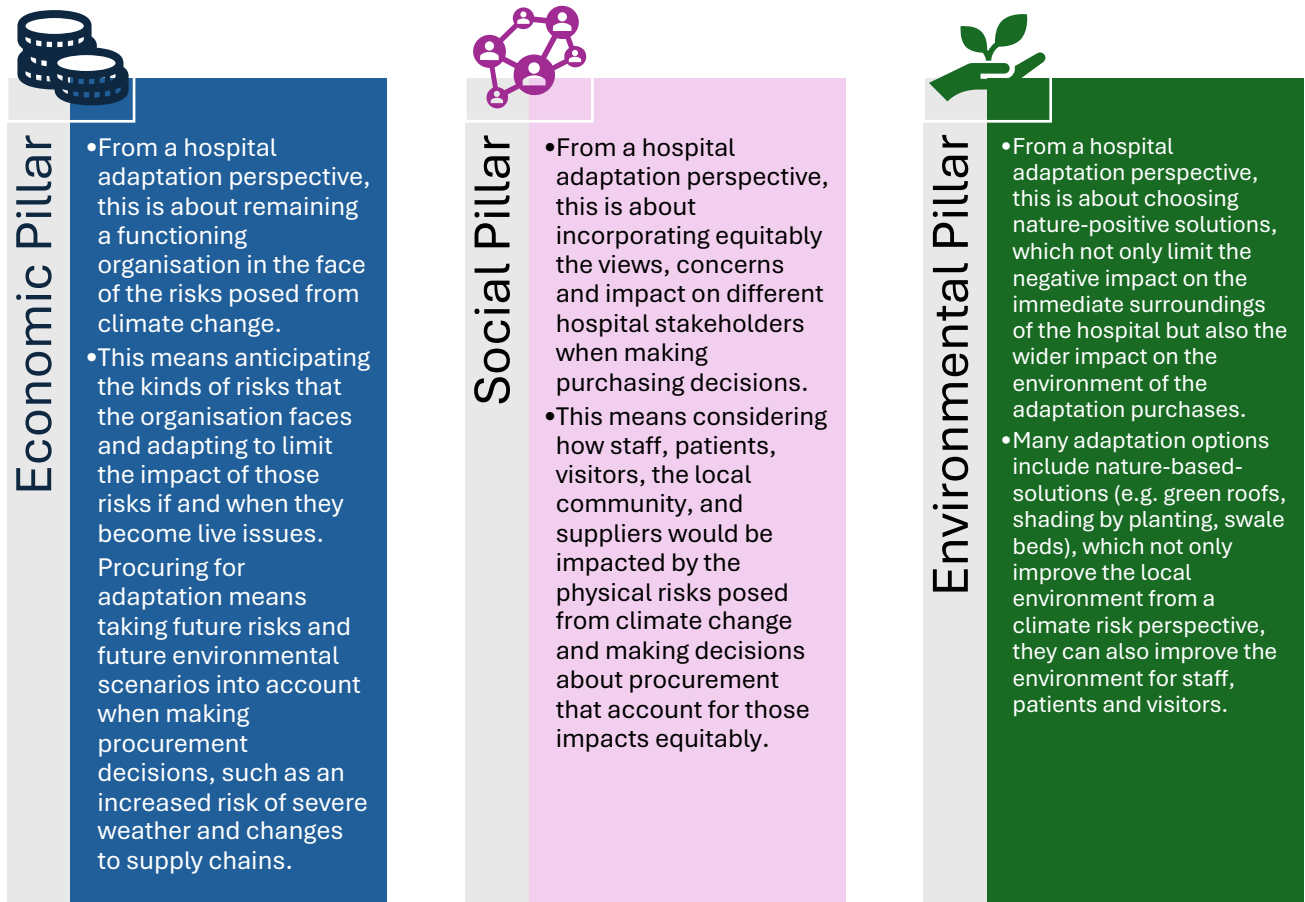 Economic Pillar
•From a hospital
adaptation perspective,
this is about remaining
a functioning
organisation in the face
of the risks posed from
climate change.
•This means anticipating
the kinds of risks that
the organisation faces
and adapting to limit
the impact of those
risks if and when they
become live issues.
Procuring for
adaptation means
taking future risks and
future environmental
scenarios into account
when making
procurement
decisions, such as an
increased risk of severe
weather and changes
to supply chains.
Social Pillar
•From a hospital
adaptation perspective,
this is about
incorporating equitably
the views, concerns
and impact on different
hospital stakeholders
when making
purchasing decisions.
•This means considering
how staff, patients,
visitors, the local
community, and
suppliers would be
impacted by the
physical risks posed
from climate change
and making decisions
about procurement
that account for those
impacts equitably.
Environmental Pillar
•From a hospital
adaptation perspective,
this is about choosing
nature-positive solutions,
which not only limit the
negative impact on the
immediate surroundings
of the hospital but also the
wider impact on the
environment of the
adaptation purchases.
•Many adaptation options
include nature-based-
solutions (e.g. green roofs,
shading by planting, swale
beds), which not only
improve the local
environment from a
climate risk perspective,
they can also improve the
environment for staff,
patients and visitors.